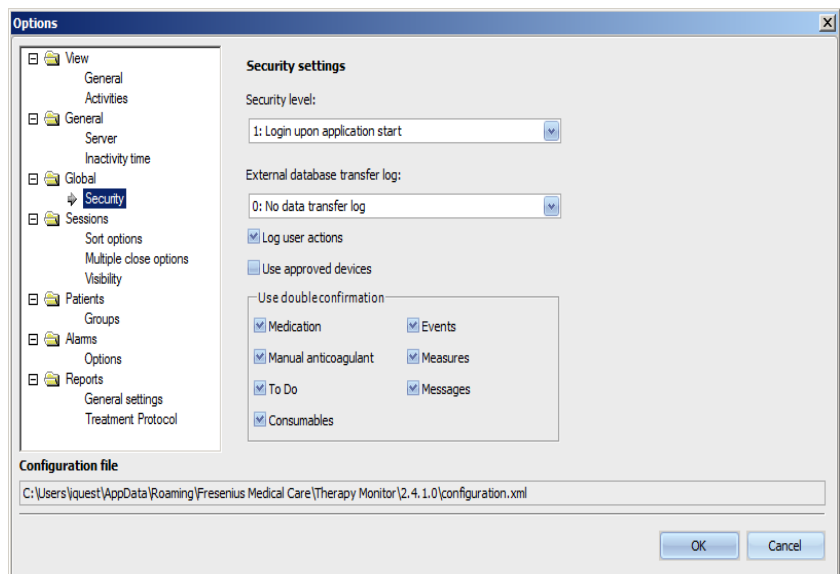 Options
View
General
Activities
General
Server
Inactivity time
Global
Security
Sessions
Sort options
Multiple close options
Visibility
Patients
Groups
Alarms
Options
Reports
General settings
Treatment Protocol
Security settings
Security level:
1: Login upon application start
External database transfer log:
0: No data transfer log
Log user actions
Use approved devices
Use double confirmation
Medication
Events
Manual anticoagulant
Measures
To Do
Messages
Consumables
Configuration file
C:\Users\iquest\AppData\Roaming\Fresenius Medical Care\Therapy Monitor\2.4.1.0\configuration.xml
OK
Cancel